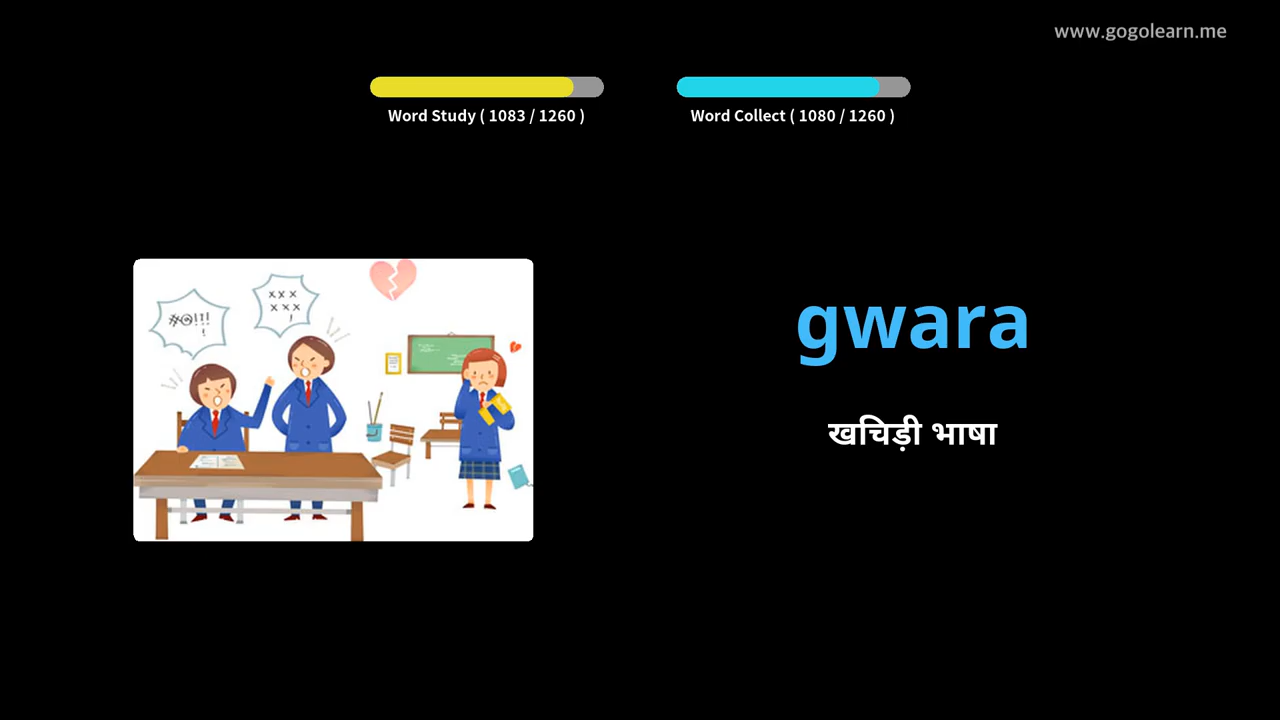 www.gogolearn.me
Word Study ( 1083 / 1260 )
Word Collect ( 1080 / 1260 )
#@!!!
!
x x x
x x x
!
gwara
खचिड़ी भाषा